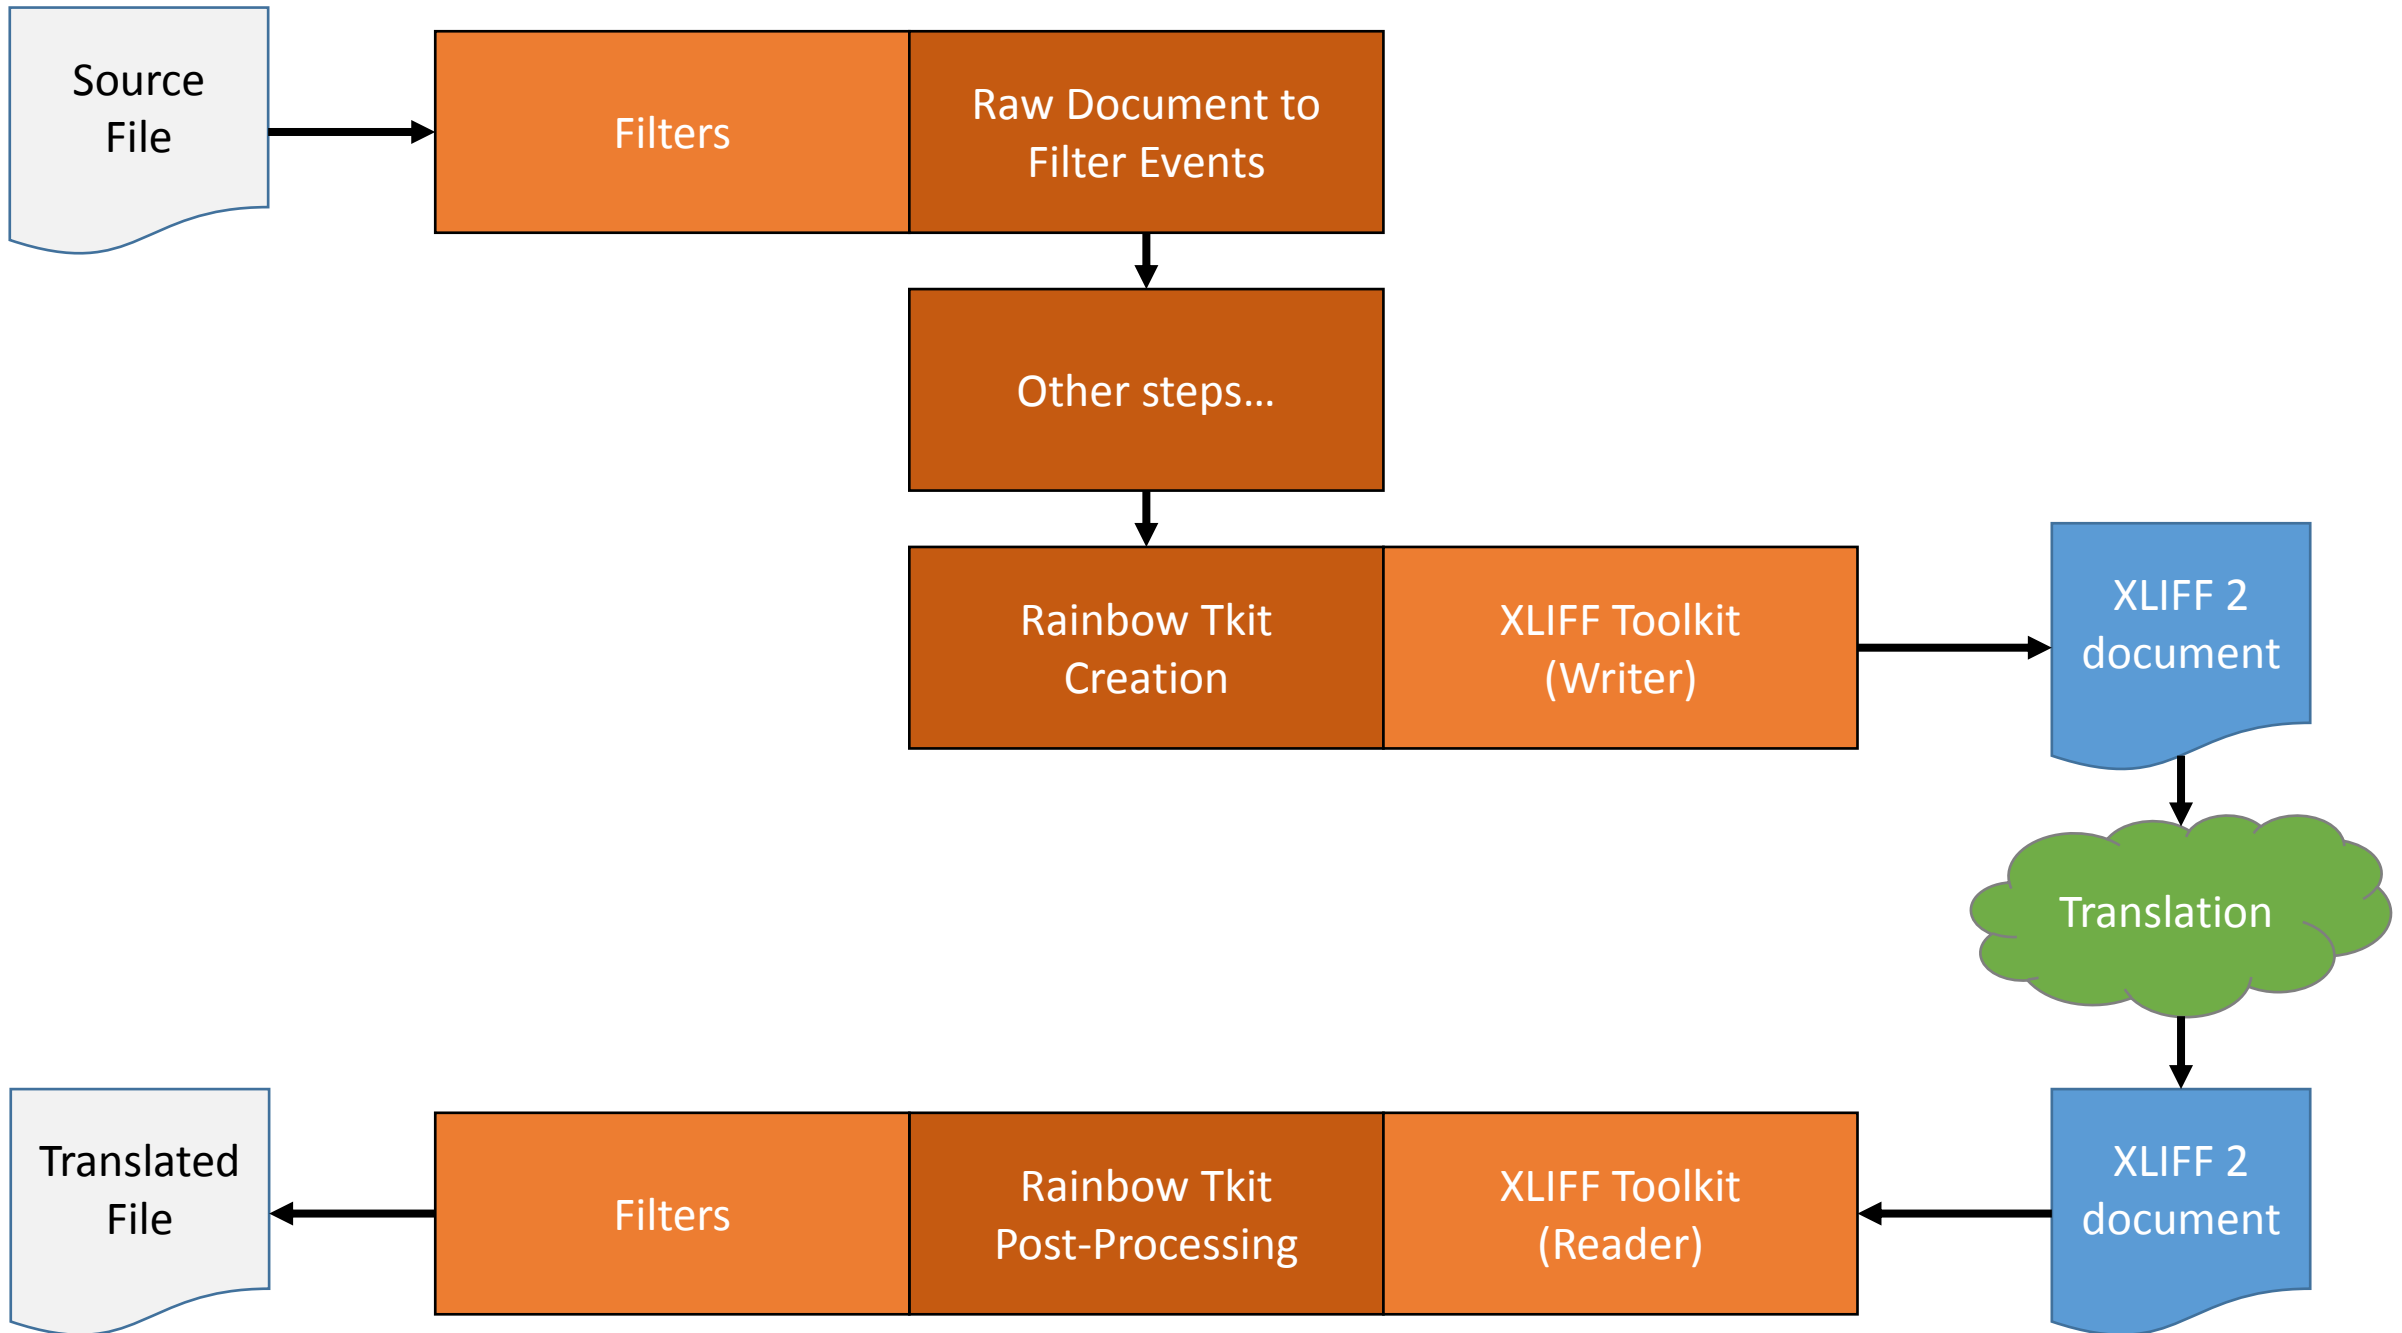 Source
File
Filters
Raw Document to
Filter Events
Other steps…
Rainbow Tkit
Creation
XLIFF Toolkit
(Writer)
XLIFF 2
document
Translation
XLIFF 2
document
XLIFF Toolkit
(Reader)
Rainbow Tkit
Post-Processing
Filters
Translated
File